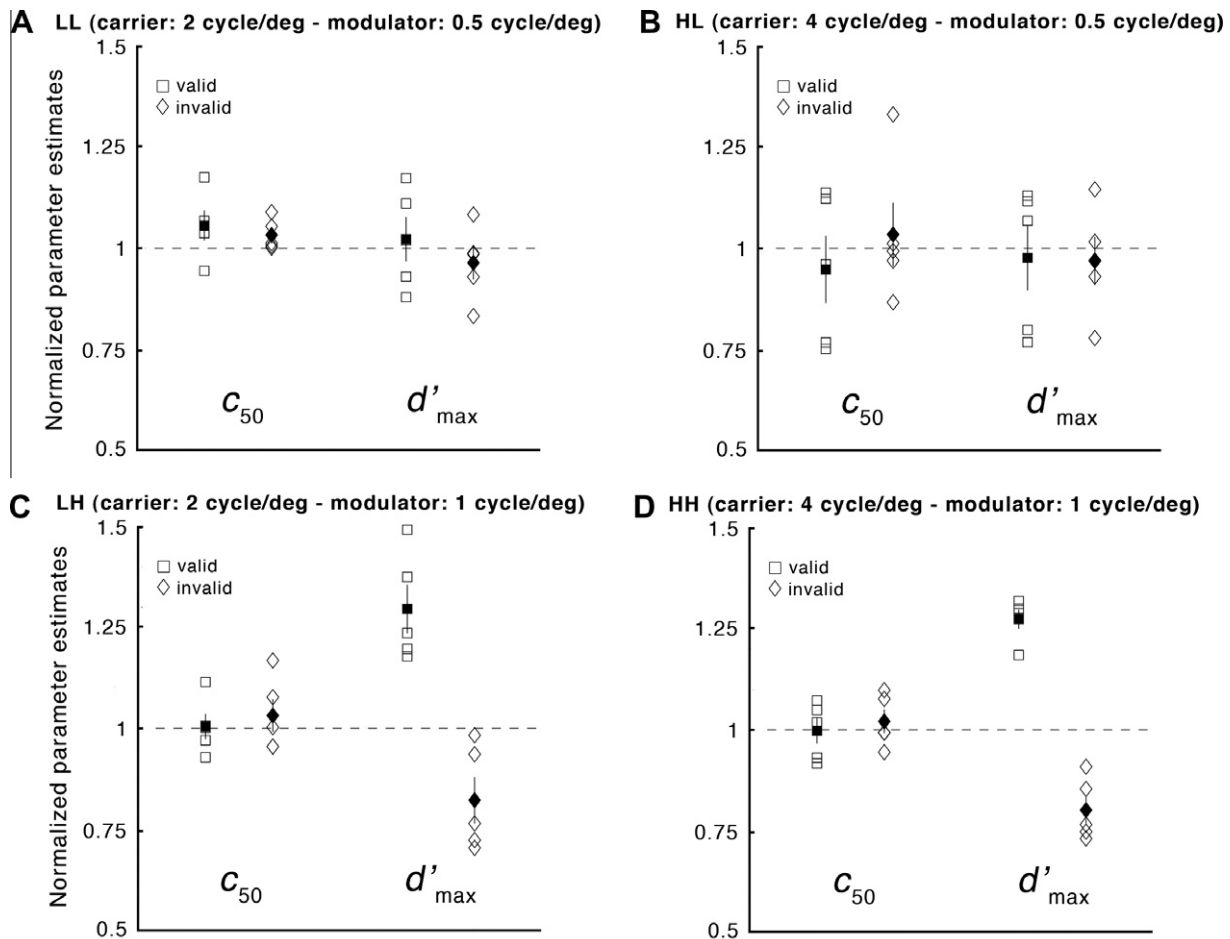 A LL (carrier: 2 cycle/deg - modulator: 0.5 cycle/deg)
Normalized parameter estimates
1.5
1.25
1
0.75
0.5
valid
invalid
c50
d'max
B HL (carrier: 4 cycle/deg - modulator: 0.5 cycle/deg)
1.5
1.25
1
0.75
0.5
valid
invalid
c50
d'max
C LH (carrier: 2 cycle/deg - modulator: 1 cycle/deg)
Normalized parameter estimates
1.5
1.25
1
0.75
0.5
valid
invalid
c50
d'max
D HH (carrier: 4 cycle/deg - modulator: 1 cycle/deg)
1.5
1.25
1
0.75
0.5
valid
invalid
c50
d'max